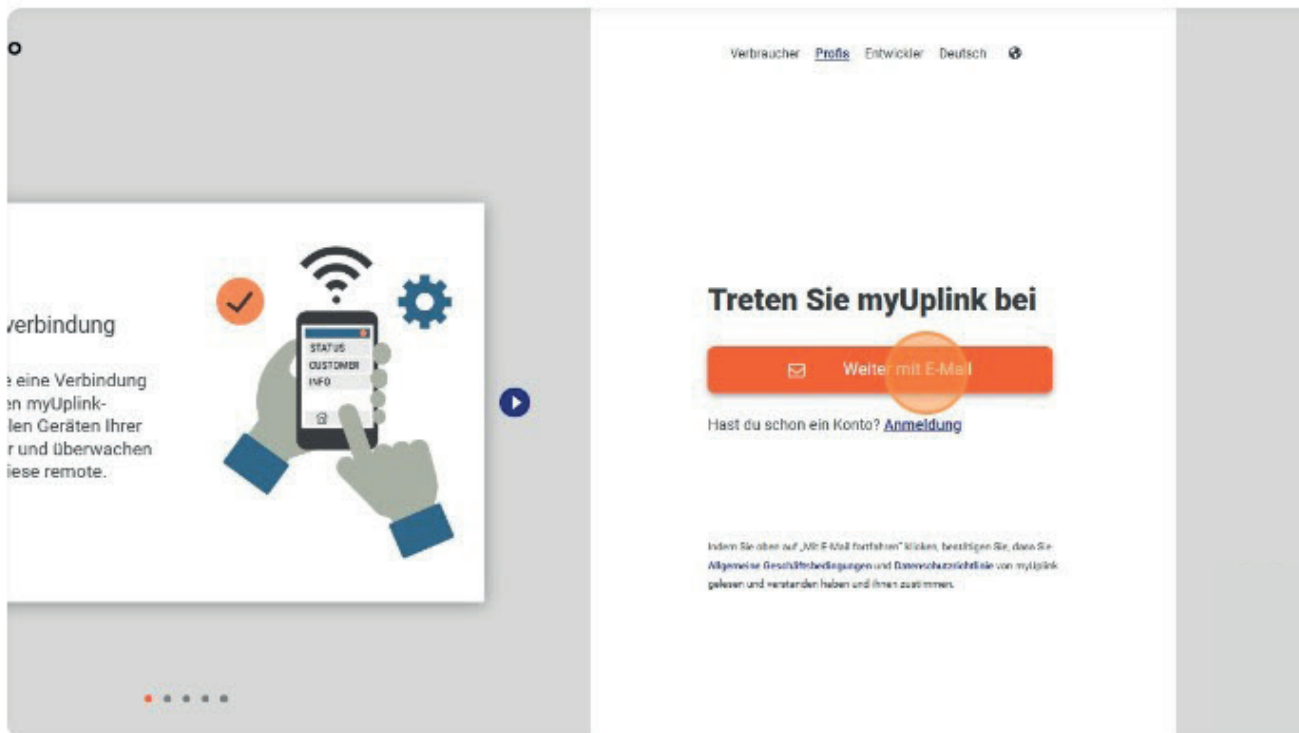 o
Verbraucher Profis Entwickler Deutsch
verbindung
e eine Verbindung
en myUplink-
len Geräten Ihrer
r und überwachen
iese remote.
STATUS
CUSTOMER
INFO
Treten Sie myUplink bei
Weiter mit E-Mail
Hast du schon ein Konto? Anmeldung
Indem Sie oben auf „Mit E-Mail fortfahren" klicken, bestätigen Sie, dass Sie
Allgemeine Geschäftsbedingungen und Datenschutzrichtlinie von myUplink
gelesen und verstanden haben und ihnen zustimmen.